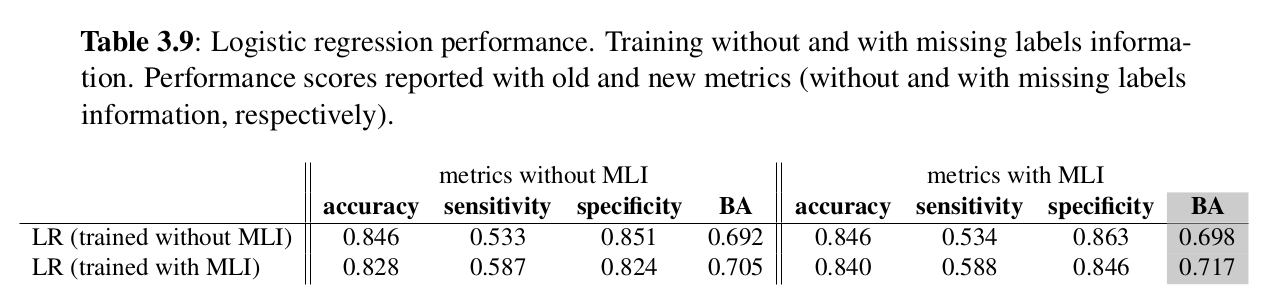 Table 3.9: Logistic regression performance. Training without and with missing labels informa-
tion. Performance scores reported with old and new metrics (without and with missing labels
information, respectively).
metrics without MLI metrics with MLI
accuracy sensitivity specificity BA accuracy sensitivity specificity BA
LR (trained without MLI) 0.846 0.533 0.851 0.692 0.846 0.534 0.863 0.698
LR (trained with MLI) 0.828 0.587 0.824 0.705 0.840 0.588 0.846 0.717